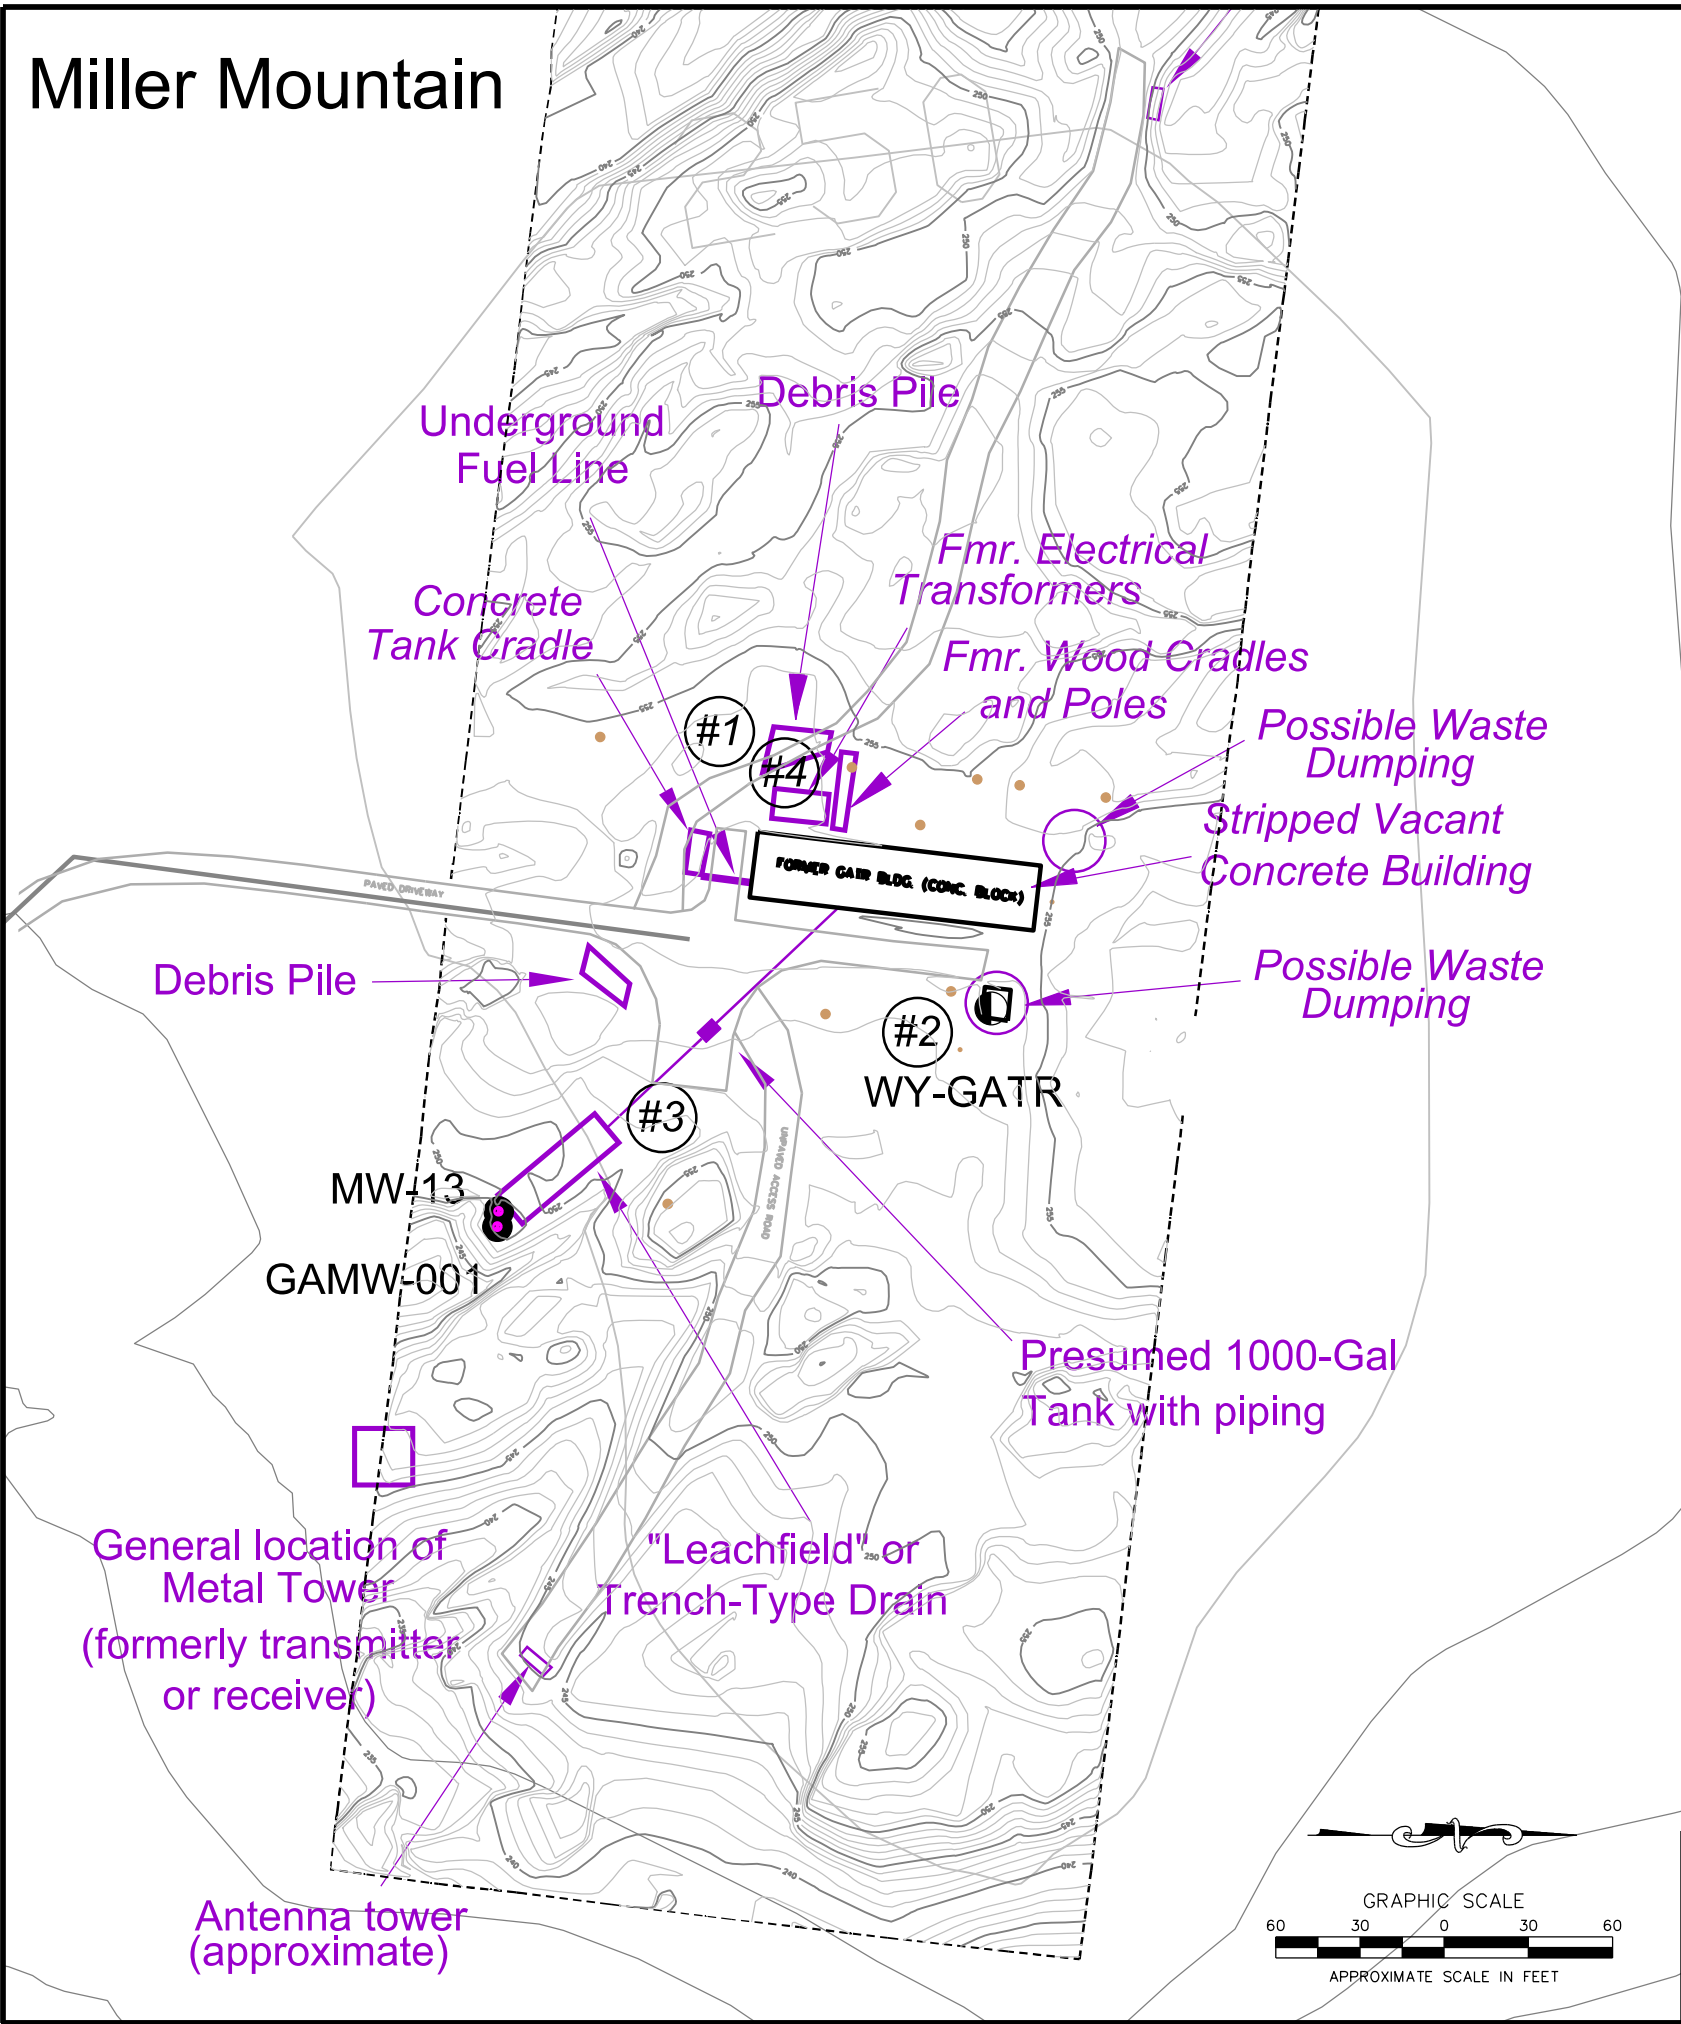 Miller Mountain
Debris Pile
Underground
Fuel Line
Fmr. Electrical
Transformers
Concrete
Tank Cradle
Fmr. Wood Cradles
and Poles
Possible Waste
Dumping
#1
#4
Stripped Vacant
Concrete Building
FORMER GATR BLDG. (CONC. BLOCK)
PAVED DRIVEWAY
Debris Pile
Possible Waste
Dumping
#2
WY-GATR
#3
UNPAVED ACCESS ROAD
MW-13
GAMW-001
Presumed 1000-Gal
Tank with piping
General location of
Metal Tower
(formerly transmitter
or receiver)
"Leachfield" or
Trench-Type Drain
Antenna tower
(approximate)
GRAPHIC SCALE
60 30 0 30 60
APPROXIMATE SCALE IN FEET